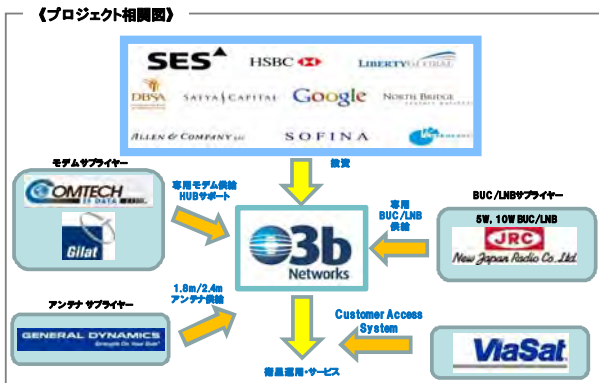 《プロジェクト相関図》
SES
HSBC
LIBERTY GLOBAL
DBSA
SATYA CAPITAL
Google
NORTH BRIDGE
ALLEN & COMPANY LLC
SOFINA
投資
モデムサプライヤー
COMTECH
EF DATA
Gilat
専用モデム供給
HUBサポート
O3b
Networks
専用
BUC/LNB
供給
BUC/LNBサプライヤー
5W, 10W BUC/LNB
JRC
New Japan Radio Co.,Ltd.
アンテナ サプライヤー
GENERAL DYNAMICS
Strength On Your Side
1.8m/2.4m
アンテナ供給
Customer Access
System
ViaSat
衛星運用・サービス